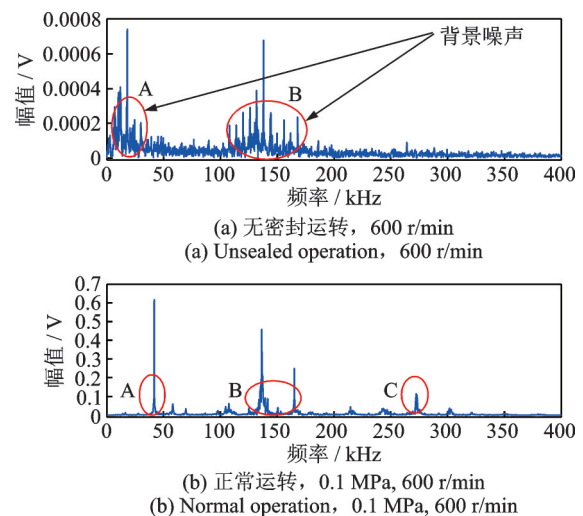 0.0008
0.0006
0.0004
0.0002
0
幅值 / V
A
B
背景噪声
0 50 100 150 200 250 300 350 400
频率 / kHz
(a) 无密封运转，600 r/min
(a) Unsealed operation，600 r/min
0.7
0.6
0.5
0.4
0.3
0.2
0.1
0
幅值 / V
A
B
C
0 50 100 150 200 250 300 350 400
频率 / kHz
(b) 正常运转，0.1 MPa, 600 r/min
(b) Normal operation，0.1 MPa, 600 r/min